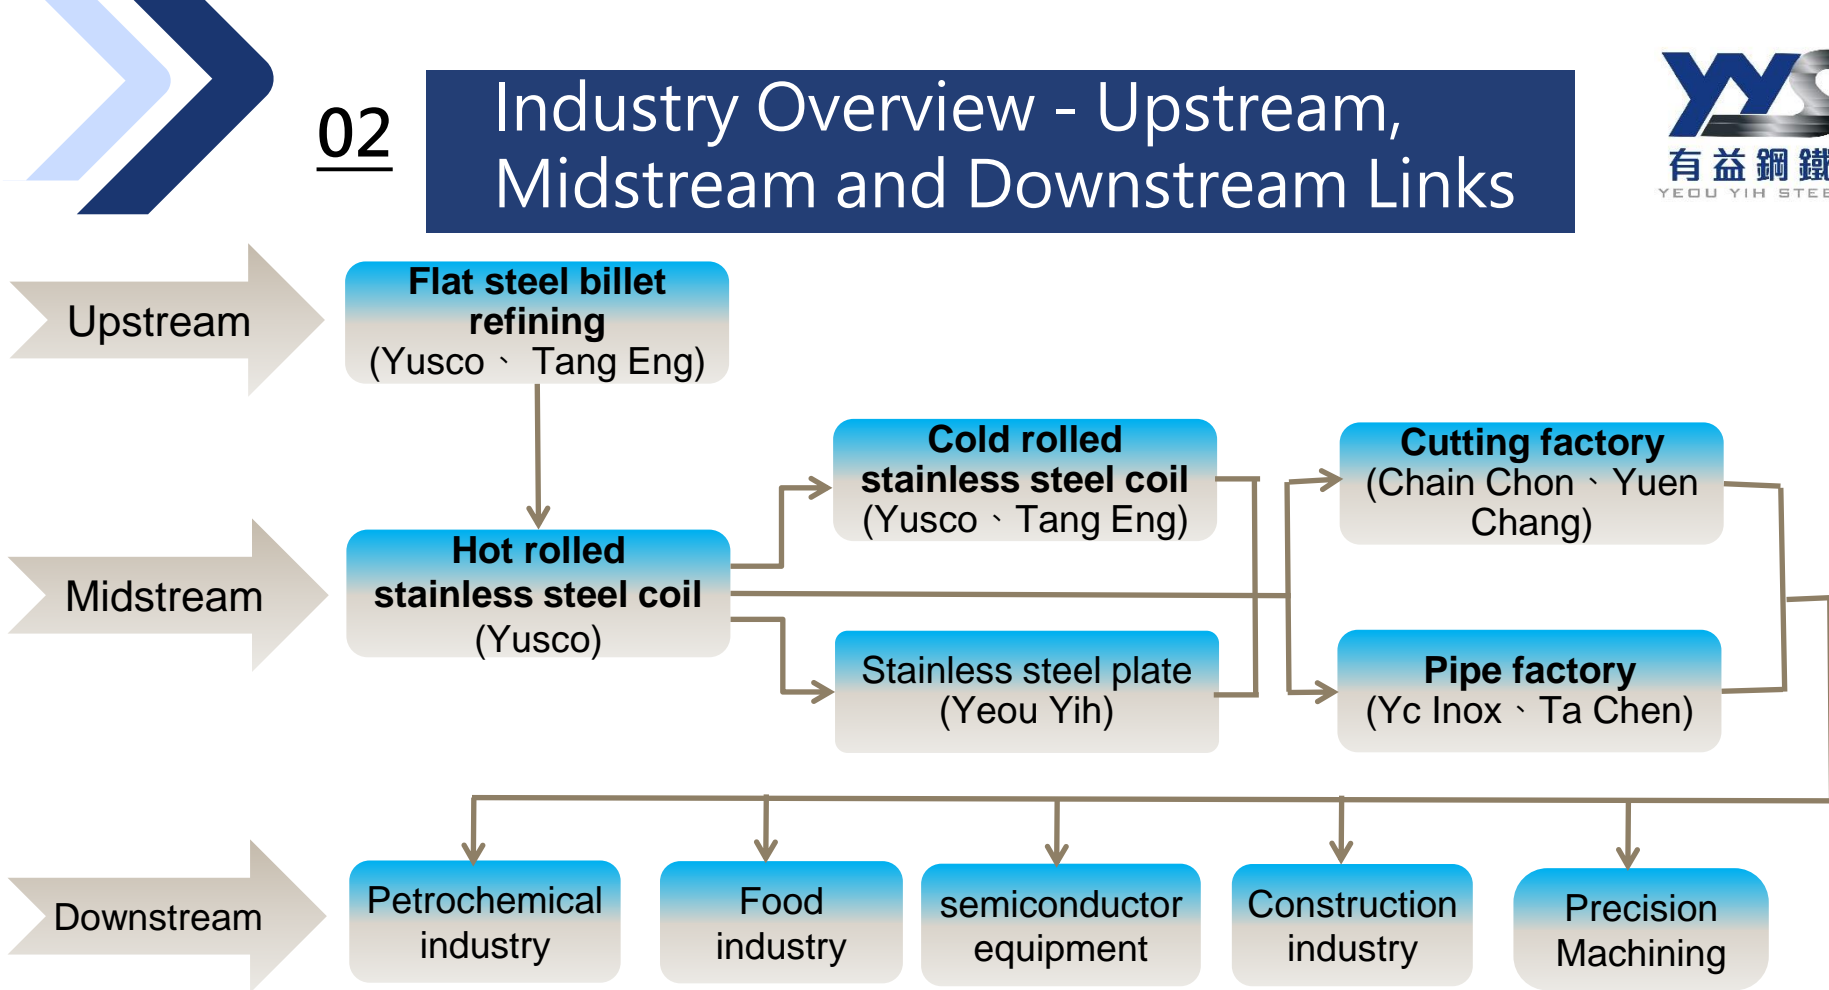 02
Industry Overview - Upstream,
Midstream and Downstream Links
有益鋼鐵
YEOU YIH STEE
Upstream
Flat steel billet
refining
(Yusco、 Tang Eng)
Cold rolled
stainless steel coil
(Yusco、Tang Eng)
Cutting factory
(Chain Chon、Yuen
Chang)
Midstream
Hot rolled
stainless steel coil
(Yusco)
Stainless steel plate
(Yeou Yih)
Pipe factory
(Yc Inox、Ta Chen)
Downstream
Petrochemical
industry
Food
industry
semiconductor
equipment
Construction
industry
Precision
Machining